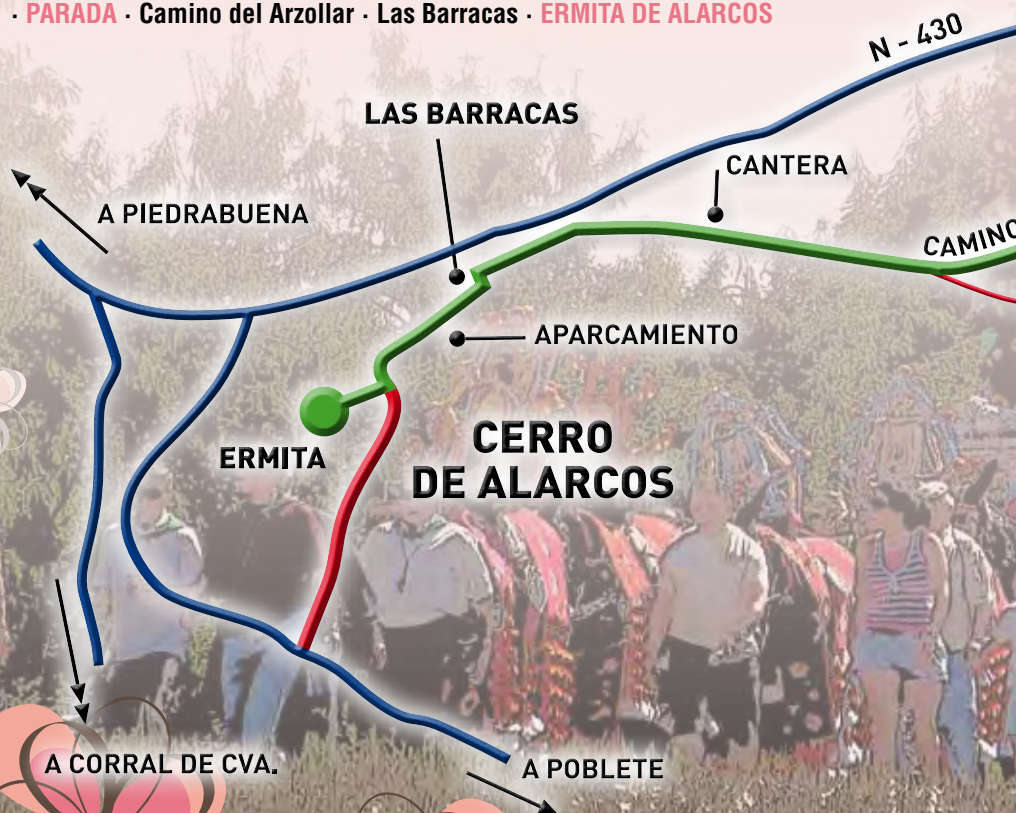 · PARADA · Camino del Arzollar · Las Barracas · ERMITA DE ALARCOS
N - 430
LAS BARRACAS
CANTERA
A PIEDRABUENA
CAMINO
APARCAMIENTO
CERRO
DE ALARCOS
ERMITA
A CORRAL DE CVA.
A POBLETE